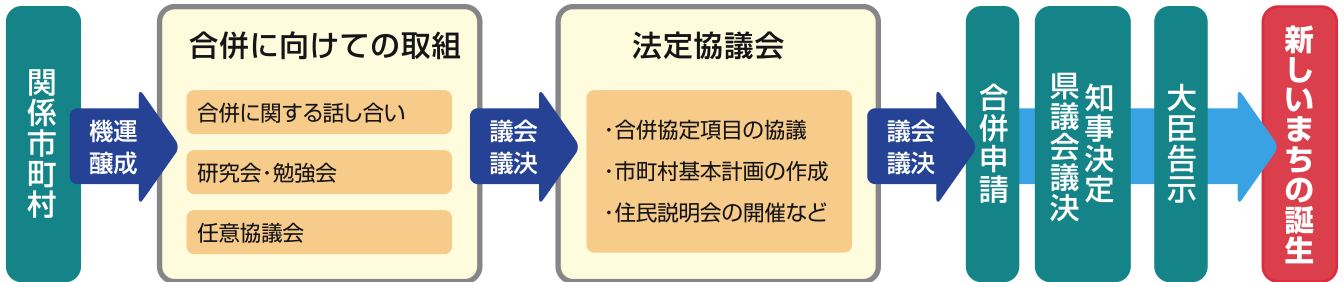 関係市町村
機運
醸成
合併に向けての取組
合併に関する話し合い
研究会・勉強会
任意協議会
議会
議決
法定協議会
・合併協定項目の協議
・市町村基本計画の作成
・住民説明会の開催など
議会
議決
合併申請
知事決定
県議会議決
大臣告示
新しいまちの誕生